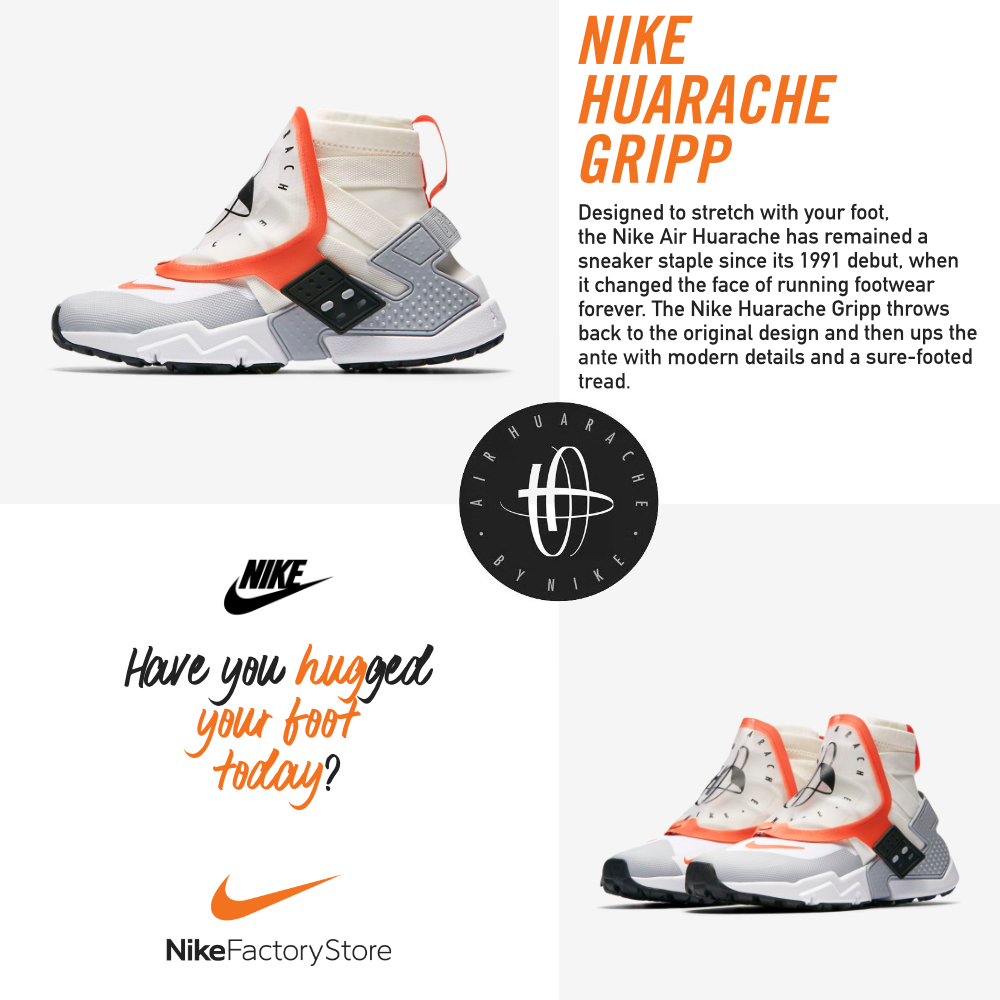 NIKE
HUARACHE
GRIPP
Designed to stretch with your foot,
the Nike Air Huarache has remained a
sneaker staple since its 1991 debut, when
it changed the face of running footwear
forever. The Nike Huarache Gripp throws
back to the original design and then ups the
ante with modern details and a sure-footed
tread.
AIR HUARACHE
• BY NIKE •
NIKE
Have you hugged
your foot
today?
NikeFactoryStore